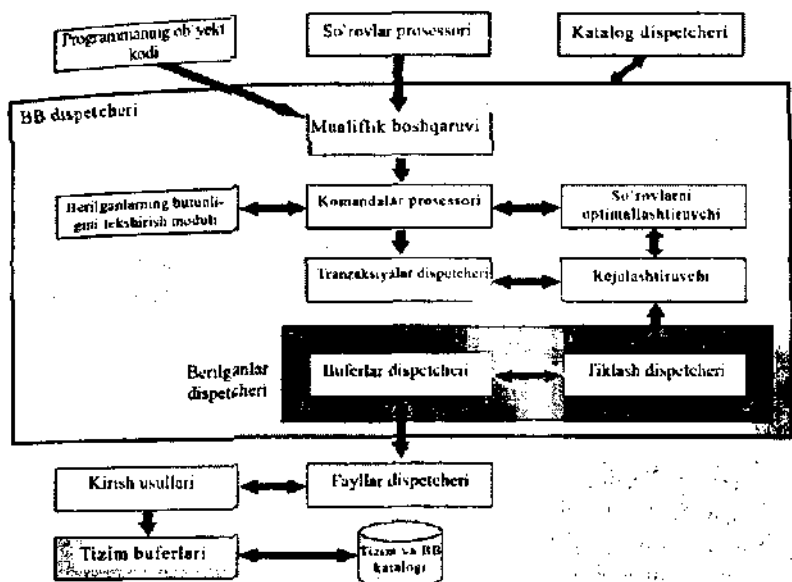 Programmaning ob'yekt
kodi
So'rovlar prosessori
Katalog dispetcheri
BB dispetcheri
Mualiflik boshqaruvi
Berilganlarning butunli-
gini tekshirish moduli
Komandalar prosessori
So'rovlarni
optimallashtiruvchi
Tranzaksiyalar dispetcheri
Rejalashtiruvchi
Berilganlar
dispetcheri
Buferlar dispetcheri
Tiklash dispetcheri
Kirish usullari
Fayllar dispetcheri
Tizim buferlari
Tizim va BB
katalogi